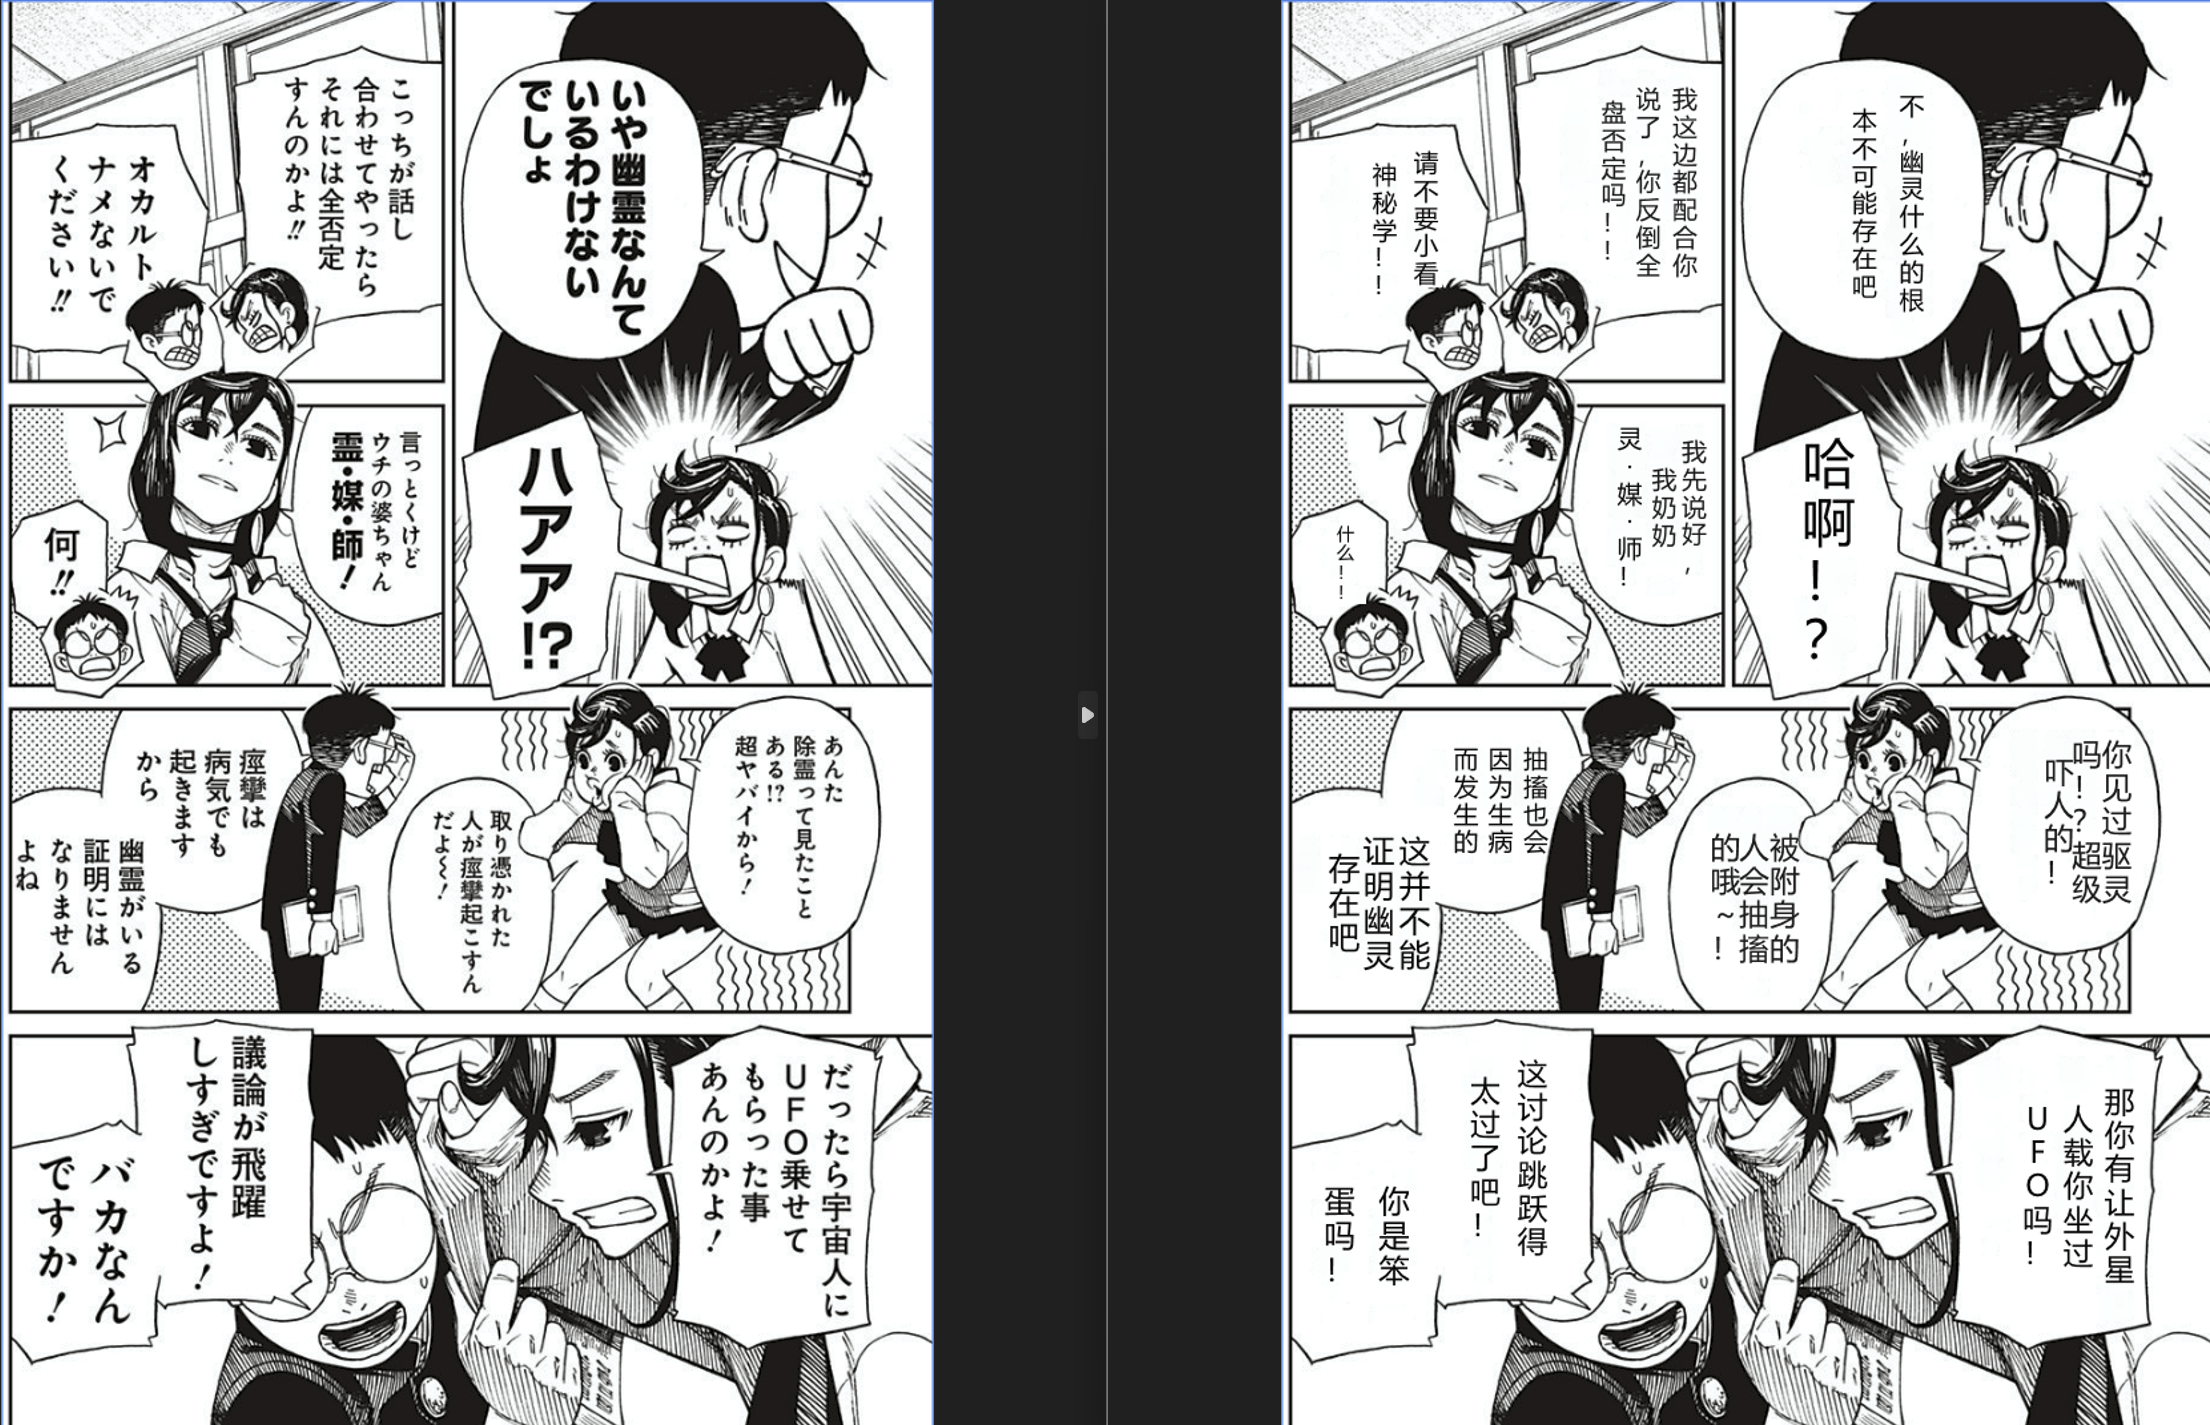 いや幽霊なんて
いるわけない
でしょ
ハアアア!?
こっちが話し
合わせてやったら
それには全否定
すんのかよ!!
オカルト
ナメないで
ください!!
言っとくけど
ウチの婆ちゃん
霊・媒・師!
何!!
あんた
除霊って見たこと
ある!?
超ヤバイから!
取り憑かれた
人が痙攣起こすん
だよ〜!
痙攣は
病気でも
起きます
から
幽霊がいる
証明には
なりません
よね
だったら宇宙人に
UFO乗せて
もらった事
あんのかよ!
議論が飛躍
しすぎですよ!
バカなん
ですか!
不,幽灵什么的根
本不可能存在吧
哈啊!?
我这边都配合你
说了,你反倒全
盘否定吗!!
请不要小看
神秘学!!
我先说好,
我奶奶
灵·媒·师!
什么!!
你见过驱灵
吗!?超级
吓人的!
被附身的
人会抽搐
的哦~!
抽搐也会
因为生病
而发生的
这并不能
证明幽灵
存在吧
那你有让外星
人载你坐过
UFO吗!
这讨论跳跃得
太过了吧!
你是笨
蛋吗!